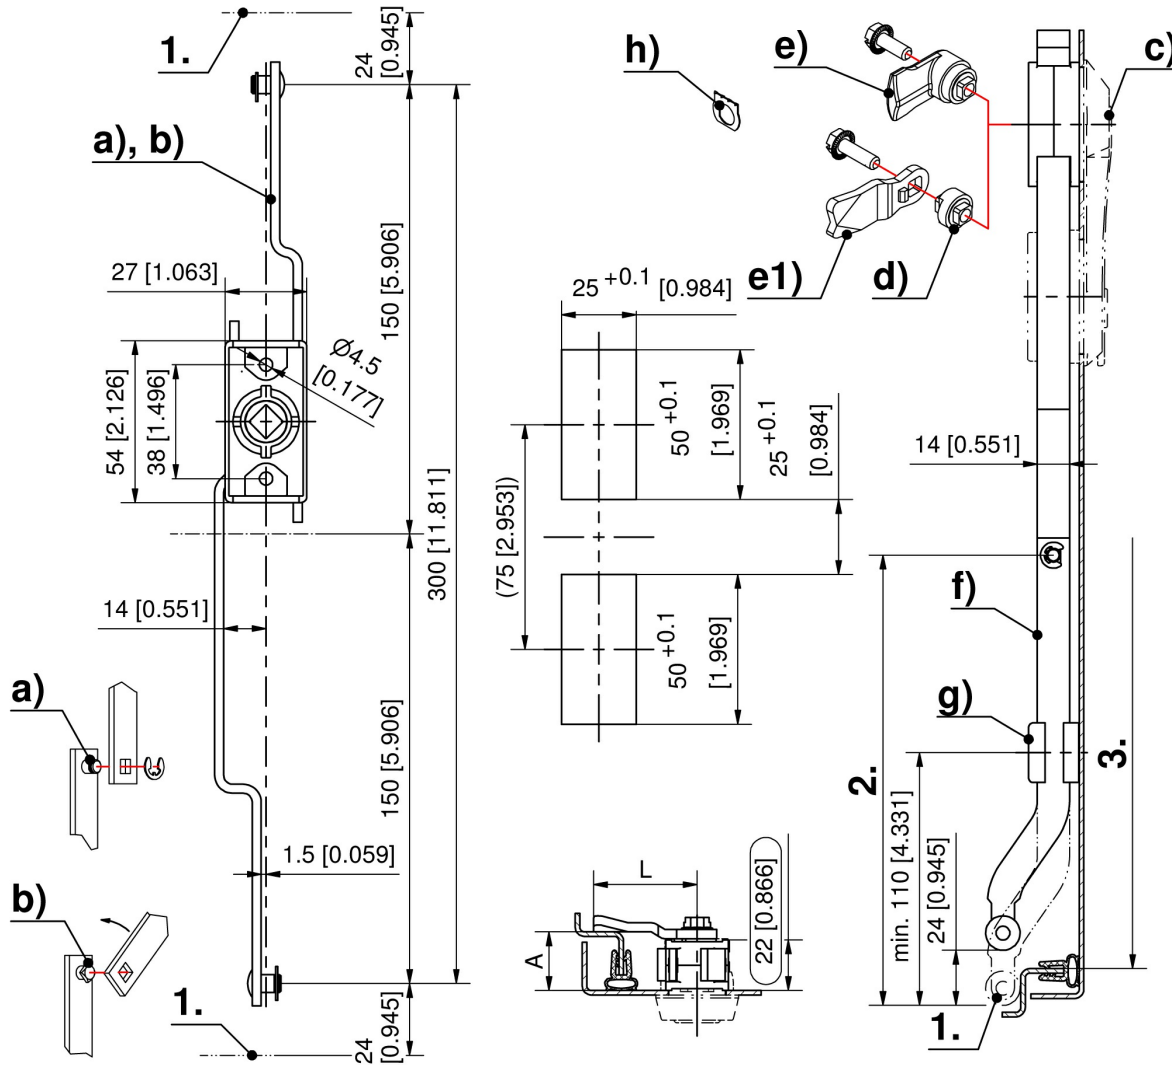 1.
24
[0.945]
a), b)
27 [1.063]
150 [5.906]
Ø4.5
[0.177]
54 [2.126]
38 [1.496]
300 [11.811]
14 [0.551]
a)
150 [5.906]
1.5 [0.059]
b)
1.
24
[0.945]
h)
e)
c)
e1)
d)
25 +0.1 [0.984]
50 +0.1
[1.969]
25 +0.1
[0.984]
(75 [2.953])
50 +0.1
[1.969]
L
A
22 [0.866]
14 [0.551]
f)
g)
2.
3.
min. 110 [4.331]
24 [0.945]
1.